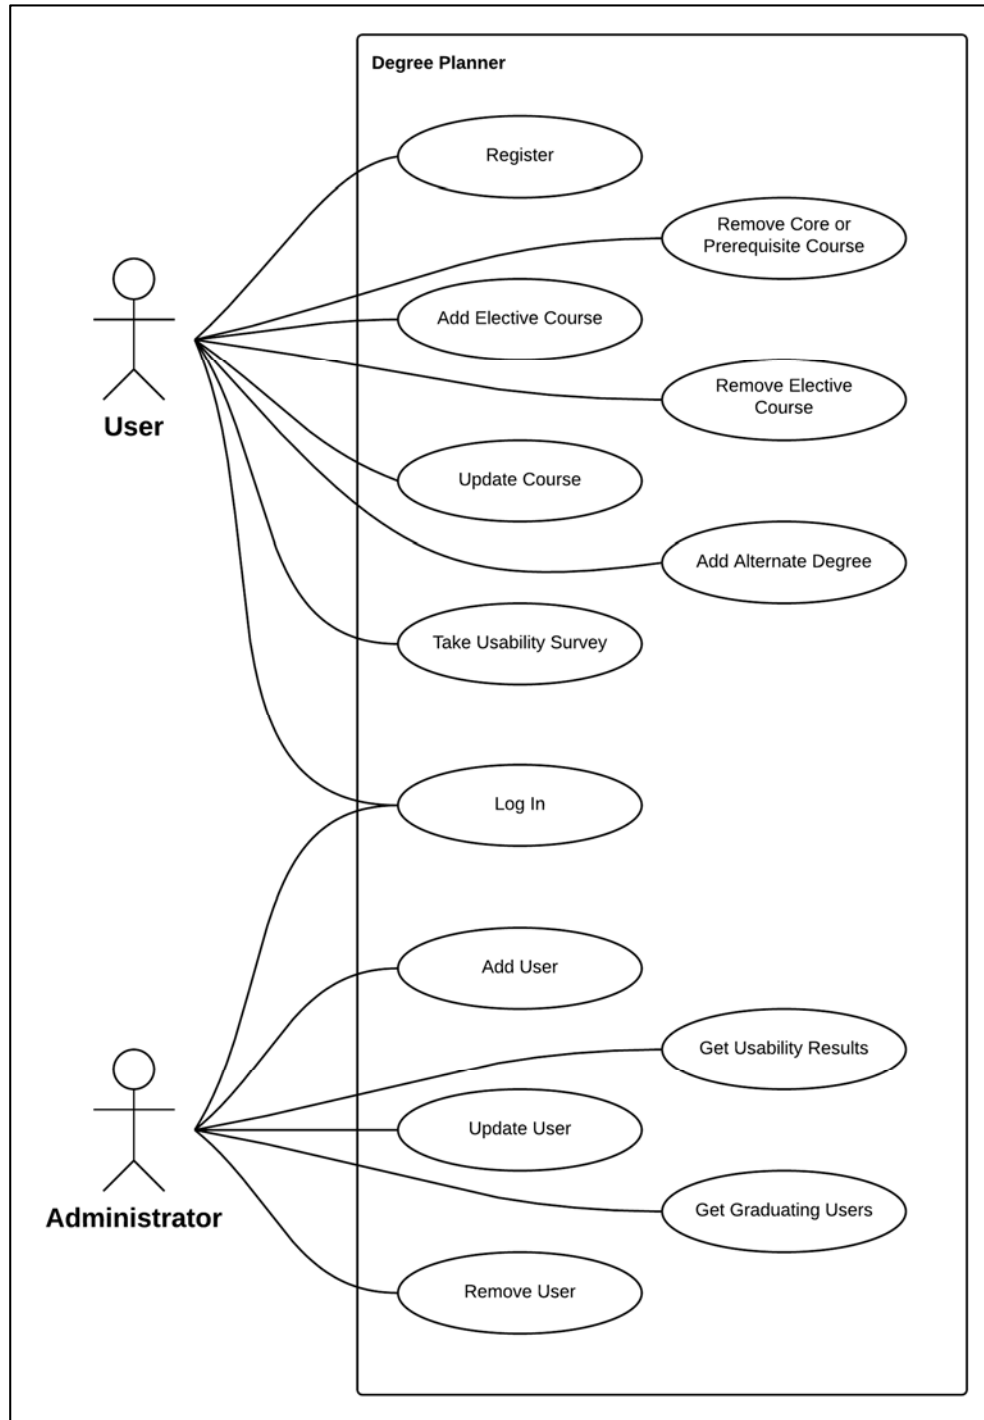 Degree Planner
Register
Remove Core or
Prerequisite Course
Add Elective Course
Remove Elective
Course
User
Update Course
Add Alternate Degree
Take Usability Survey
Log In
Add User
Get Usability Results
Update User
Administrator
Get Graduating Users
Remove User